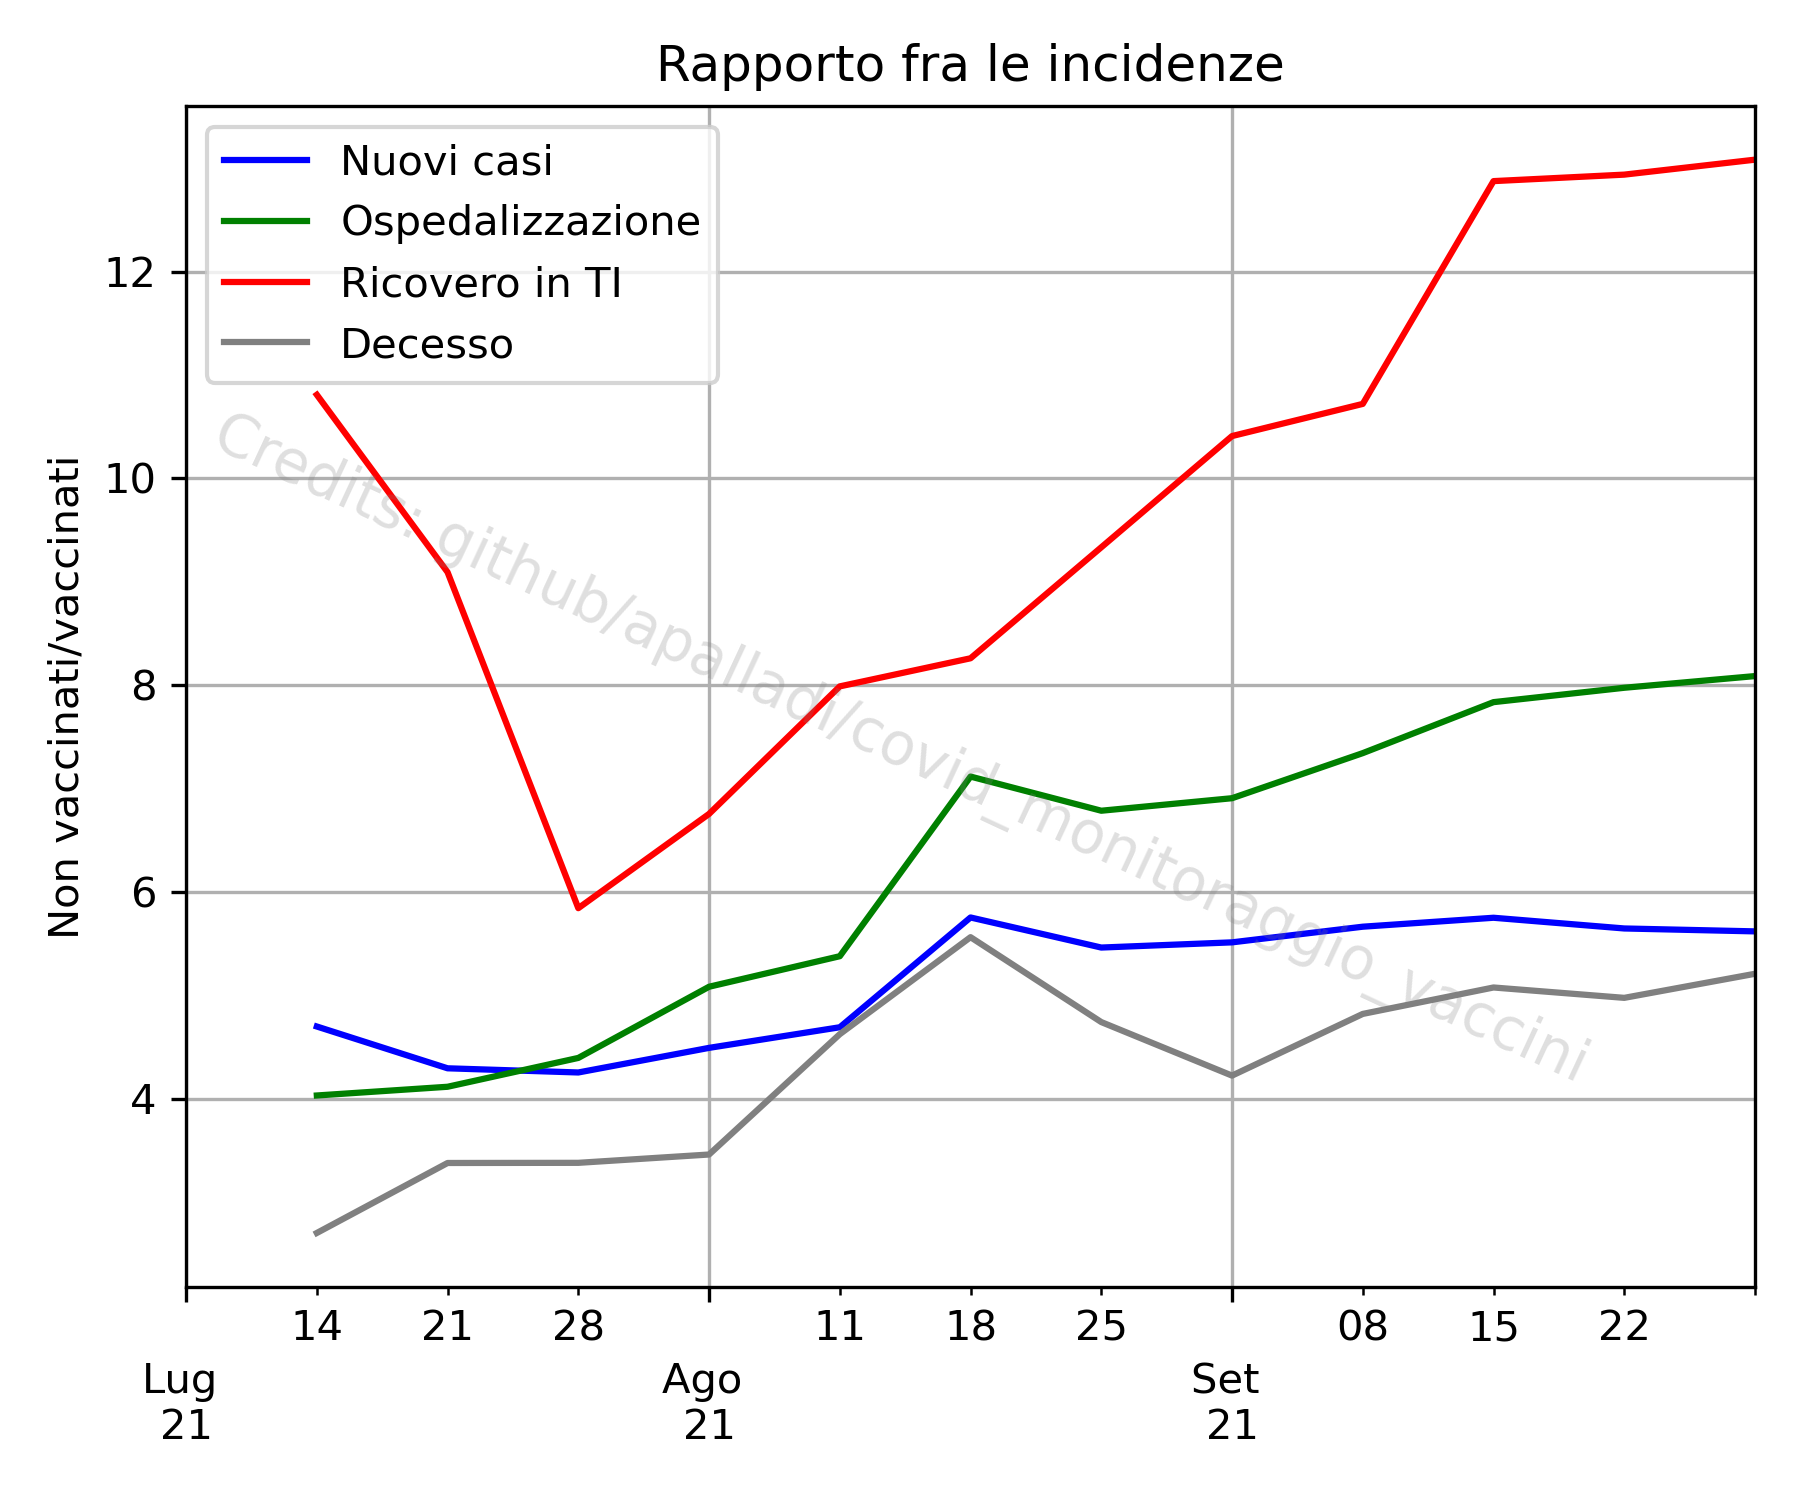 Rapporto fra le incidenze
Nuovi casi
Ospedalizzazione
Ricovero in TI
Decesso
Non vaccinati/vaccinati
12
10
8
6
4
Credits: github/apalladi/covid_monitoraggio_vaccini
14 21 28 11 18 25 08 15 22
Lug Ago Set
21 21 21